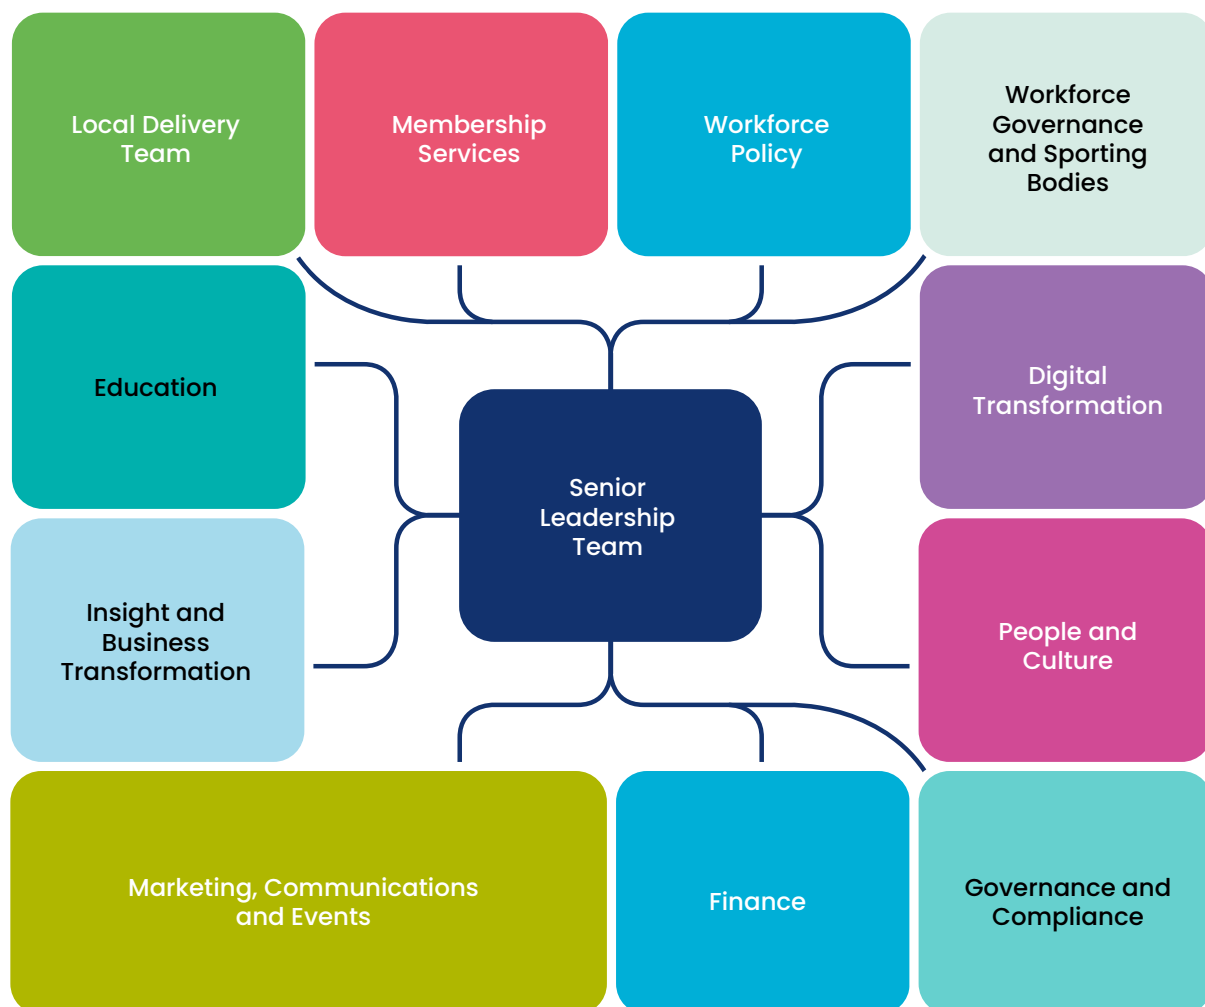 Local Delivery
Team
Membership
Services
Workforce
Policy
Workforce
Governance
and Sporting
Bodies
Education
Digital
Transformation
Senior
Leadership
Team
Insight and
Business
Transformation
People and
Culture
Marketing, Communications
and Events
Finance
Governance and
Compliance